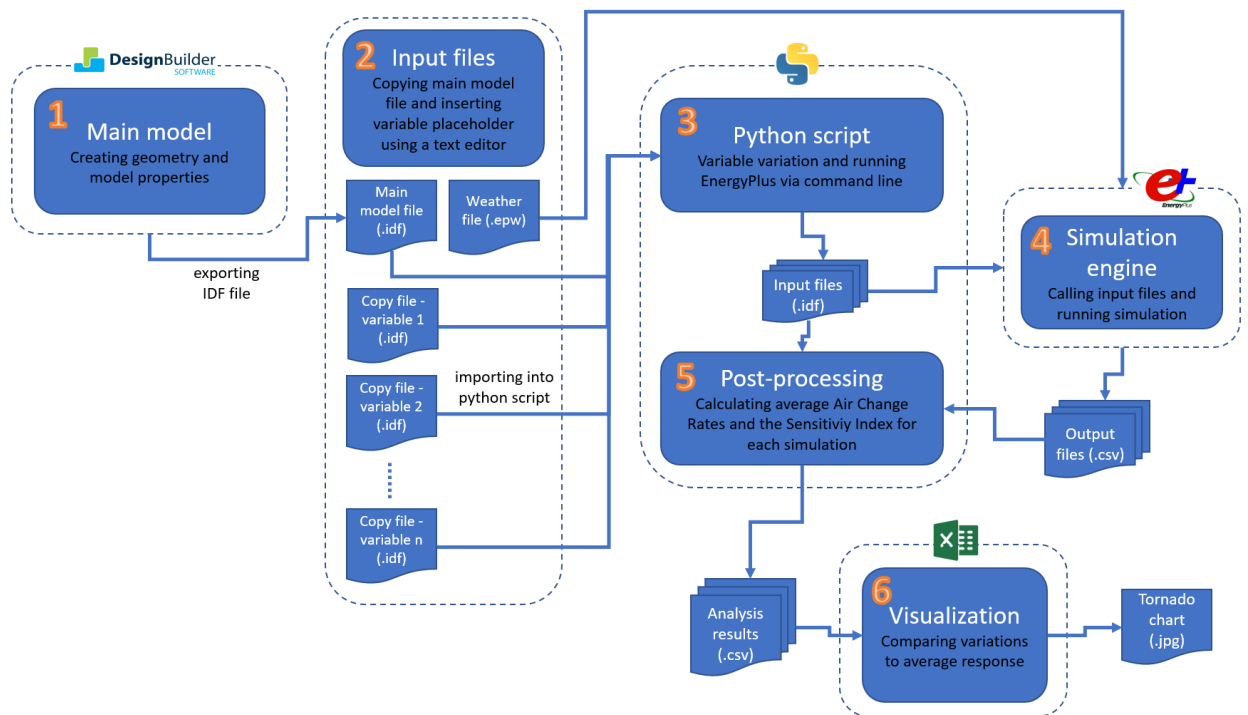 DesignBuilder
SOFTWARE
1
Main model
Creating geometry and
model properties
exporting
IDF file
2
Input files
Copying main model
file and inserting
variable placeholder
using a text editor
Main
model file
(.idf)
Weather
file (.epw)
Copy file -
variable 1
(.idf)
Copy file -
variable 2
(.idf)
Copy file -
variable n
(.idf)
importing into
python script
3
Python script
Variable variation and running
EnergyPlus via command line
Input files
(.idf)
e+
EnergyPlus
4
Simulation
engine
Calling input files and
running simulation
Output
files (.csv)
5
Post-processing
Calculating average Air Change
Rates and the Sensitiviy Index for
each simulation
Analysis
results
(.csv)
X
6
Visualization
Comparing variations
to average response
Tornado
chart
(.jpg)